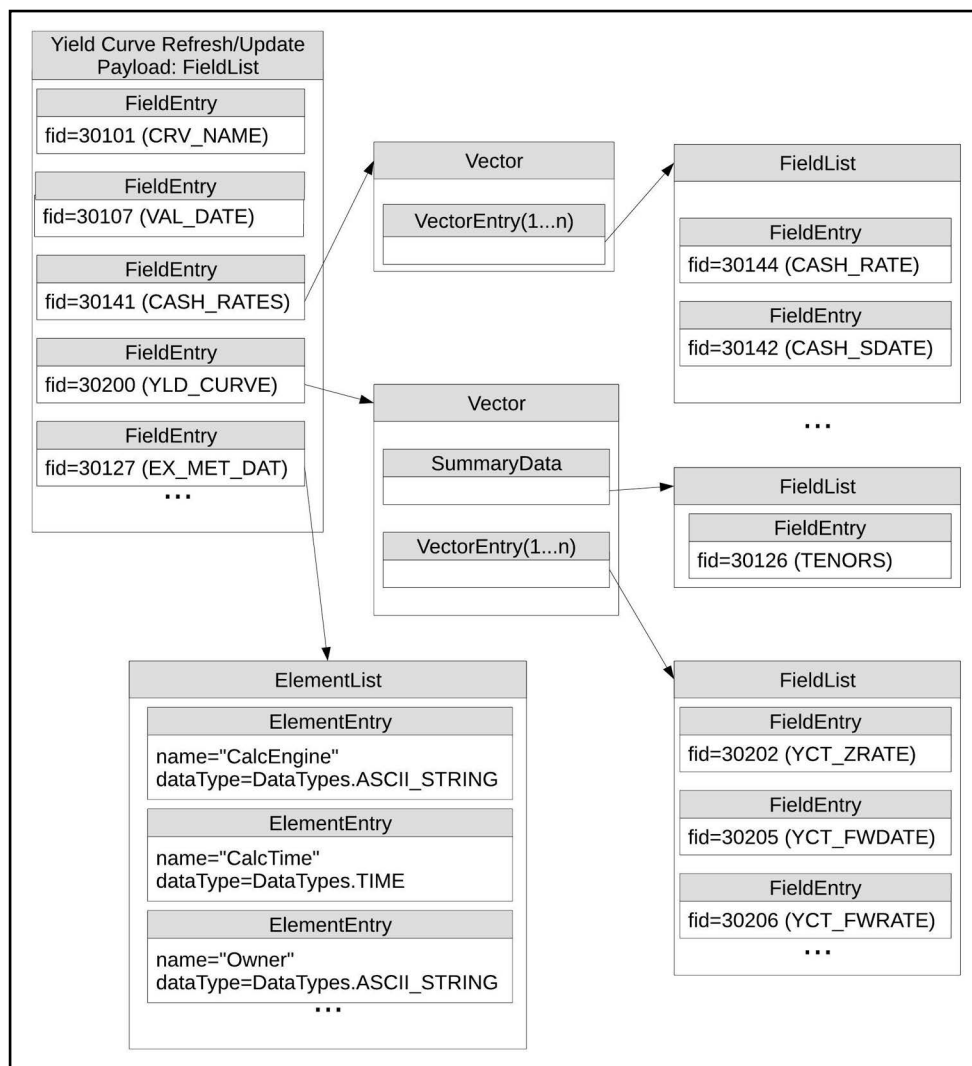 Yield Curve Refresh/Update
Payload: FieldList
FieldEntry
fid=30101 (CRV_NAME)
FieldEntry
fid=30107 (VAL_DATE)
FieldEntry
fid=30141 (CASH_RATES)
FieldEntry
fid=30200 (YLD_CURVE)
FieldEntry
fid=30127 (EX_MET_DAT)
...
Vector
VectorEntry(1...n)
FieldList
FieldEntry
fid=30144 (CASH_RATE)
FieldEntry
fid=30142 (CASH_SDATE)
...
Vector
SummaryData
VectorEntry(1...n)
FieldList
FieldEntry
fid=30126 (TENORS)
FieldList
FieldEntry
fid=30202 (YCT_ZRATE)
FieldEntry
fid=30205 (YCT_FWDATE)
FieldEntry
fid=30206 (YCT_FWRATE)
...
ElementList
ElementEntry
name="CalcEngine"
dataType=DataTypes.ASCII_STRING
ElementEntry
name="CalcTime"
dataType=DataTypes.TIME
ElementEntry
name="Owner"
dataType=DataTypes.ASCII_STRING
...